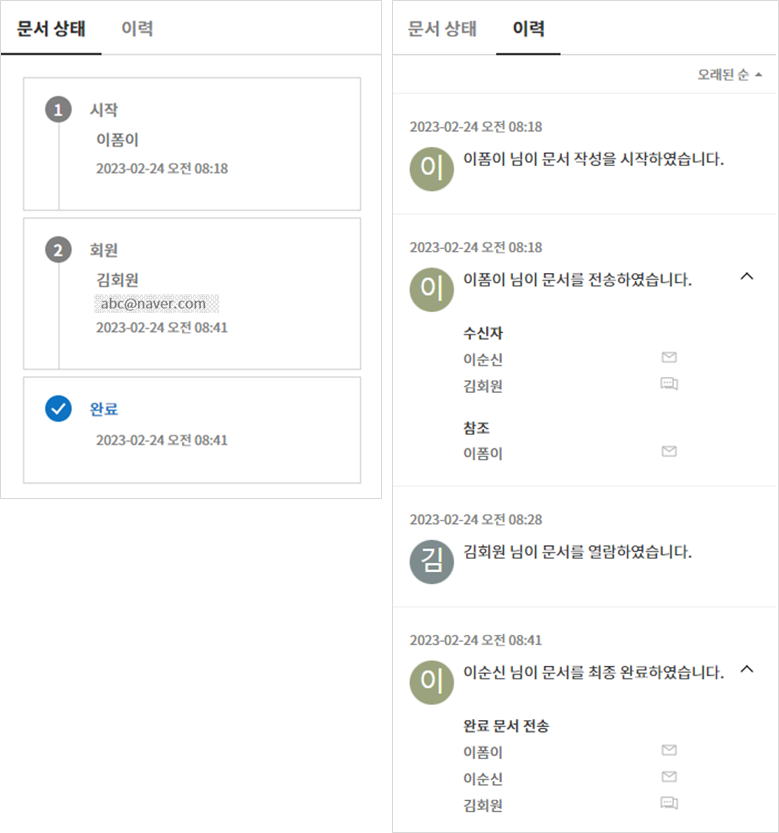 문서 상태 이력
1 시작
이폼이
2023-02-24 오전 08:18
2 회원
김회원
abc@naver.com
2023-02-24 오전 08:41
완료
2023-02-24 오전 08:41
문서 상태 이력
오래된 순
2023-02-24 오전 08:18
이 이폼이 님이 문서 작성을 시작하였습니다.
2023-02-24 오전 08:18
이 이폼이 님이 문서를 전송하였습니다.
수신자
이순신
김회원
참조
이폼이
2023-02-24 오전 08:28
김 김회원 님이 문서를 열람하였습니다.
2023-02-24 오전 08:41
이 이순신 님이 문서를 최종 완료하였습니다.
완료 문서 전송
이폼이
이순신
김회원